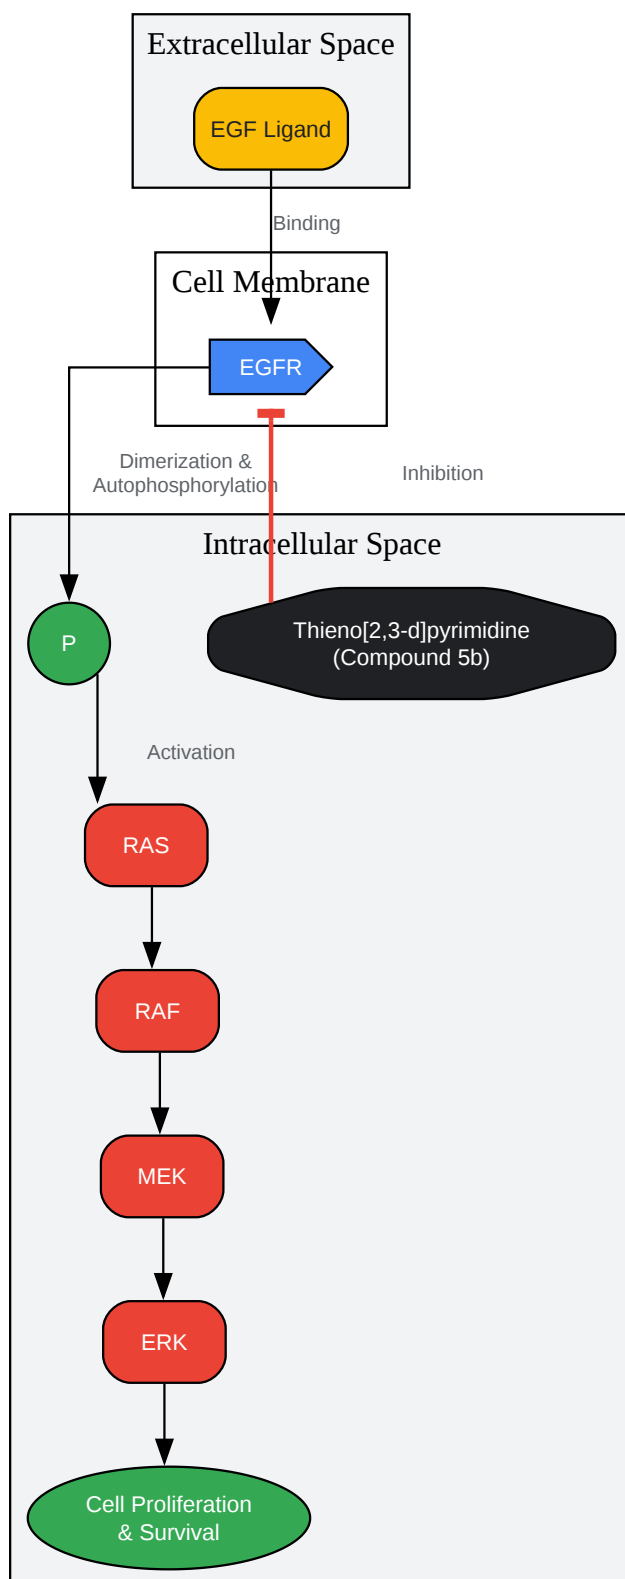 Extracellular Space
EGF Ligand
Binding
Cell Membrane
EGFR
Dimerization &
Autophosphorylation
Inhibition
Intracellular Space
P
Thieno[2,3-d]pyrimidine
(Compound 5b)
Activation
RAS
RAF
MEK
ERK
Cell Proliferation
& Survival